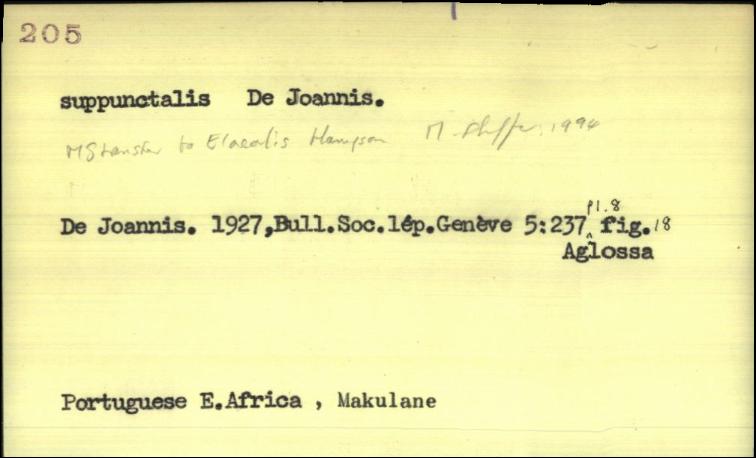 205
suppunctalis De Joannis.
MS transfer to Elaealis Hampson M. Shaffer, 1994
pl.8
De Joannis. 1927,Bull.Soc.lép.Genève 5:237 ^ fig.18
Aglossa
Portuguese E.Africa , Makulane